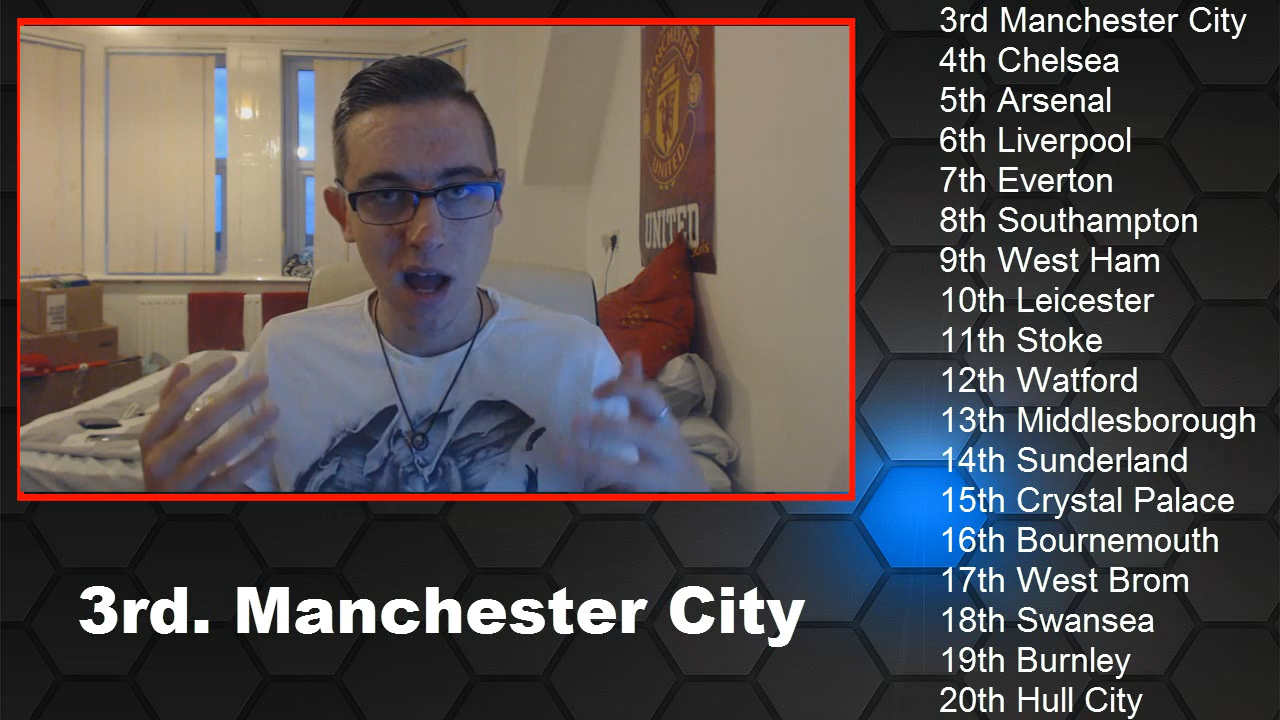 MANCHESTER
UNITED
UNITED
3rd. Manchester City
3rd Manchester City
4th Chelsea
5th Arsenal
6th Liverpool
7th Everton
8th Southampton
9th West Ham
10th Leicester
11th Stoke
12th Watford
13th Middlesborough
14th Sunderland
15th Crystal Palace
16th Bournemouth
17th West Brom
18th Swansea
19th Burnley
20th Hull City